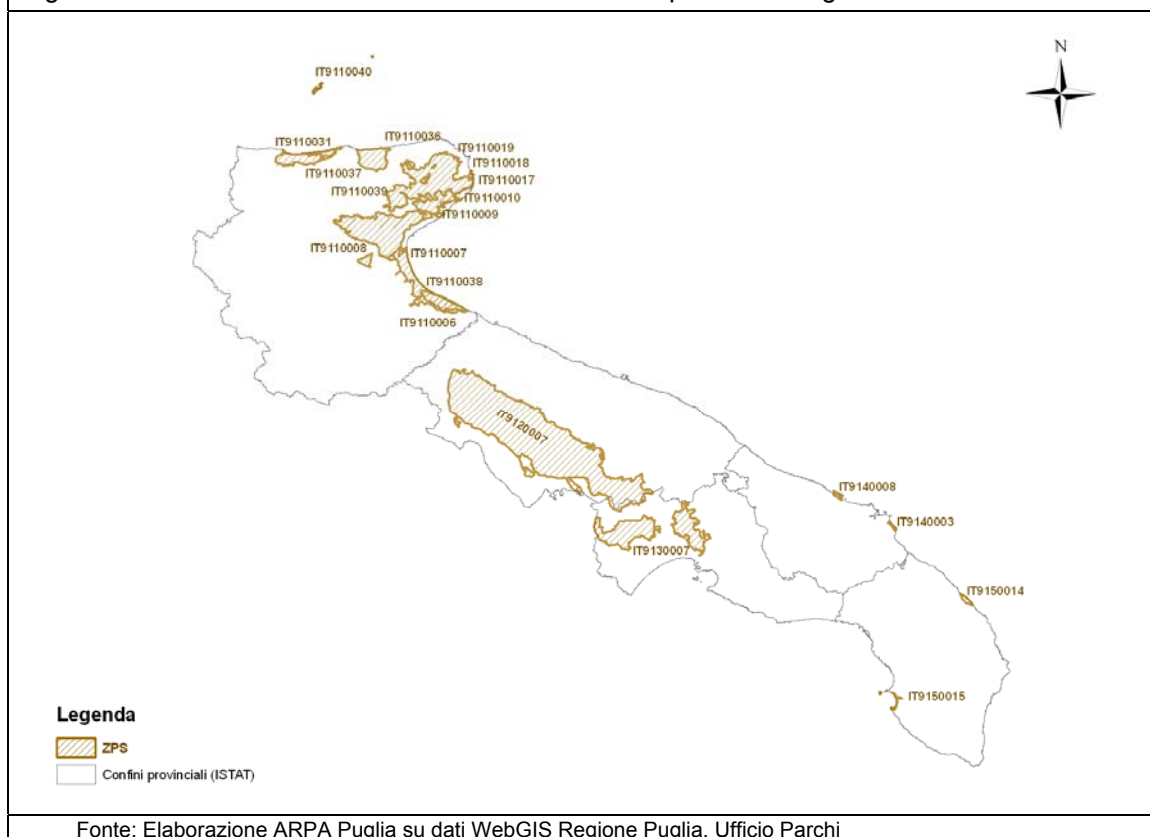 N
IT9110040
IT9110031
IT9110036
IT9110019
IT9110018
IT9110037
IT9110017
IT9110039
IT9110010
IT9110009
IT9110008
IT9110007
IT9110038
IT9110006
IT9120007
IT9140008
IT9140003
IT9130007
IT9150014
IT9150015
Legenda
ZPS
Confini provinciali (ISTAT)
Fonte: Elaborazione ARPA Puglia su dati WebGIS Regione Puglia, Ufficio Parchi